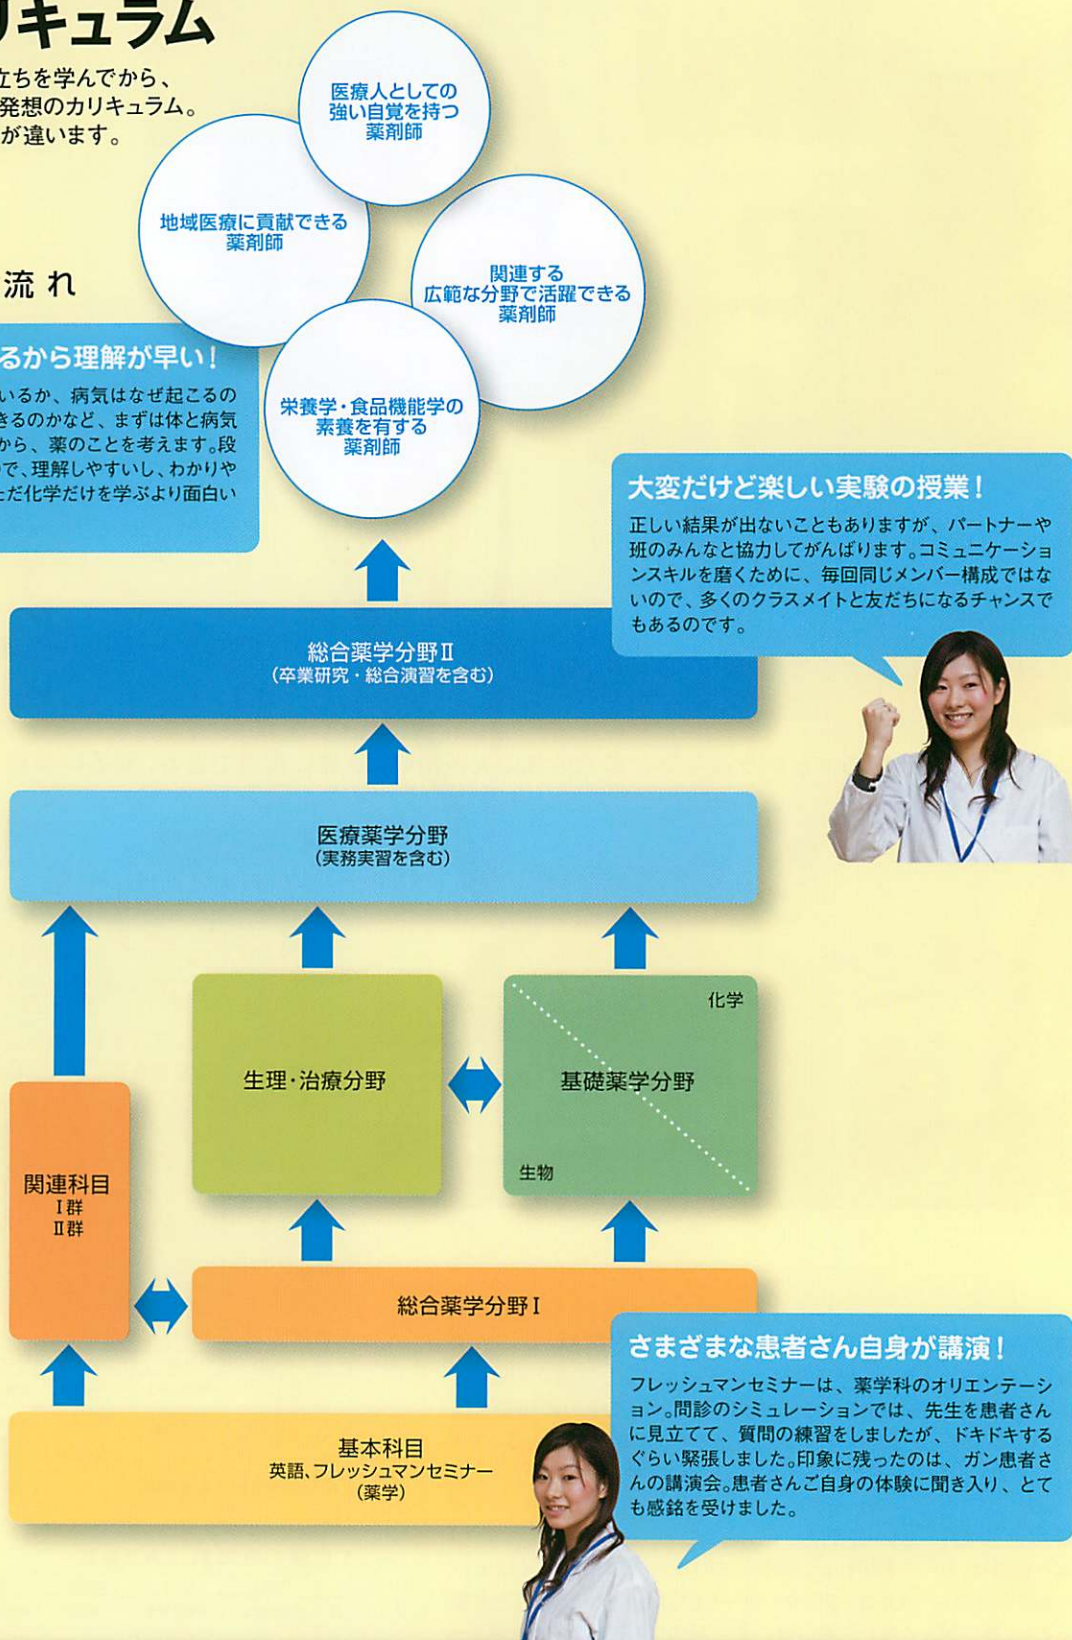 リキュラム
立ちを学んでから、
発想のカリキュラム。
が違います。
流れ
医療人としての
強い自覚を持つ
薬剤師
地域医療に貢献できる
薬剤師
関連する
広範な分野で活躍できる
薬剤師
栄養学・食品機能学の
素養を有する
薬剤師
るから理解が早い！
いるか、病気はなぜ起こるの
きるのかなど、まずは体と病気
から、薬のことを考えます。段
で、理解しやすいし、わかりや
ただ化学だけを学ぶより面白い
大変だけど楽しい実験の授業！
正しい結果が出ないこともありますが、パートナーや
班のみんなと協力してがんばります。コミュニケーショ
ンスキルを磨くために、毎回同じメンバー構成ではな
いので、多くのクラスメイトと友だちになるチャンスで
もあるのです。
総合薬学分野Ⅱ
（卒業研究・総合演習を含む）
医療薬学分野
（実務実習を含む）
生理・治療分野
化学
基礎薬学分野
生物
関連科目
Ⅰ群
Ⅱ群
総合薬学分野Ⅰ
さまざまな患者さん自身が講演！
フレッシュマンセミナーは、薬学科のオリエンテーシ
ョン。問診のシミュレーションでは、先生を患者さん
に見立てて、質問の練習をしましたが、ドキドキする
ぐらい緊張しました。印象に残ったのは、ガン患者さ
んの講演会。患者さんご自身の体験に聞き入り、とて
も感銘を受けました。
基本科目
英語、フレッシュマンセミナー
（薬学）